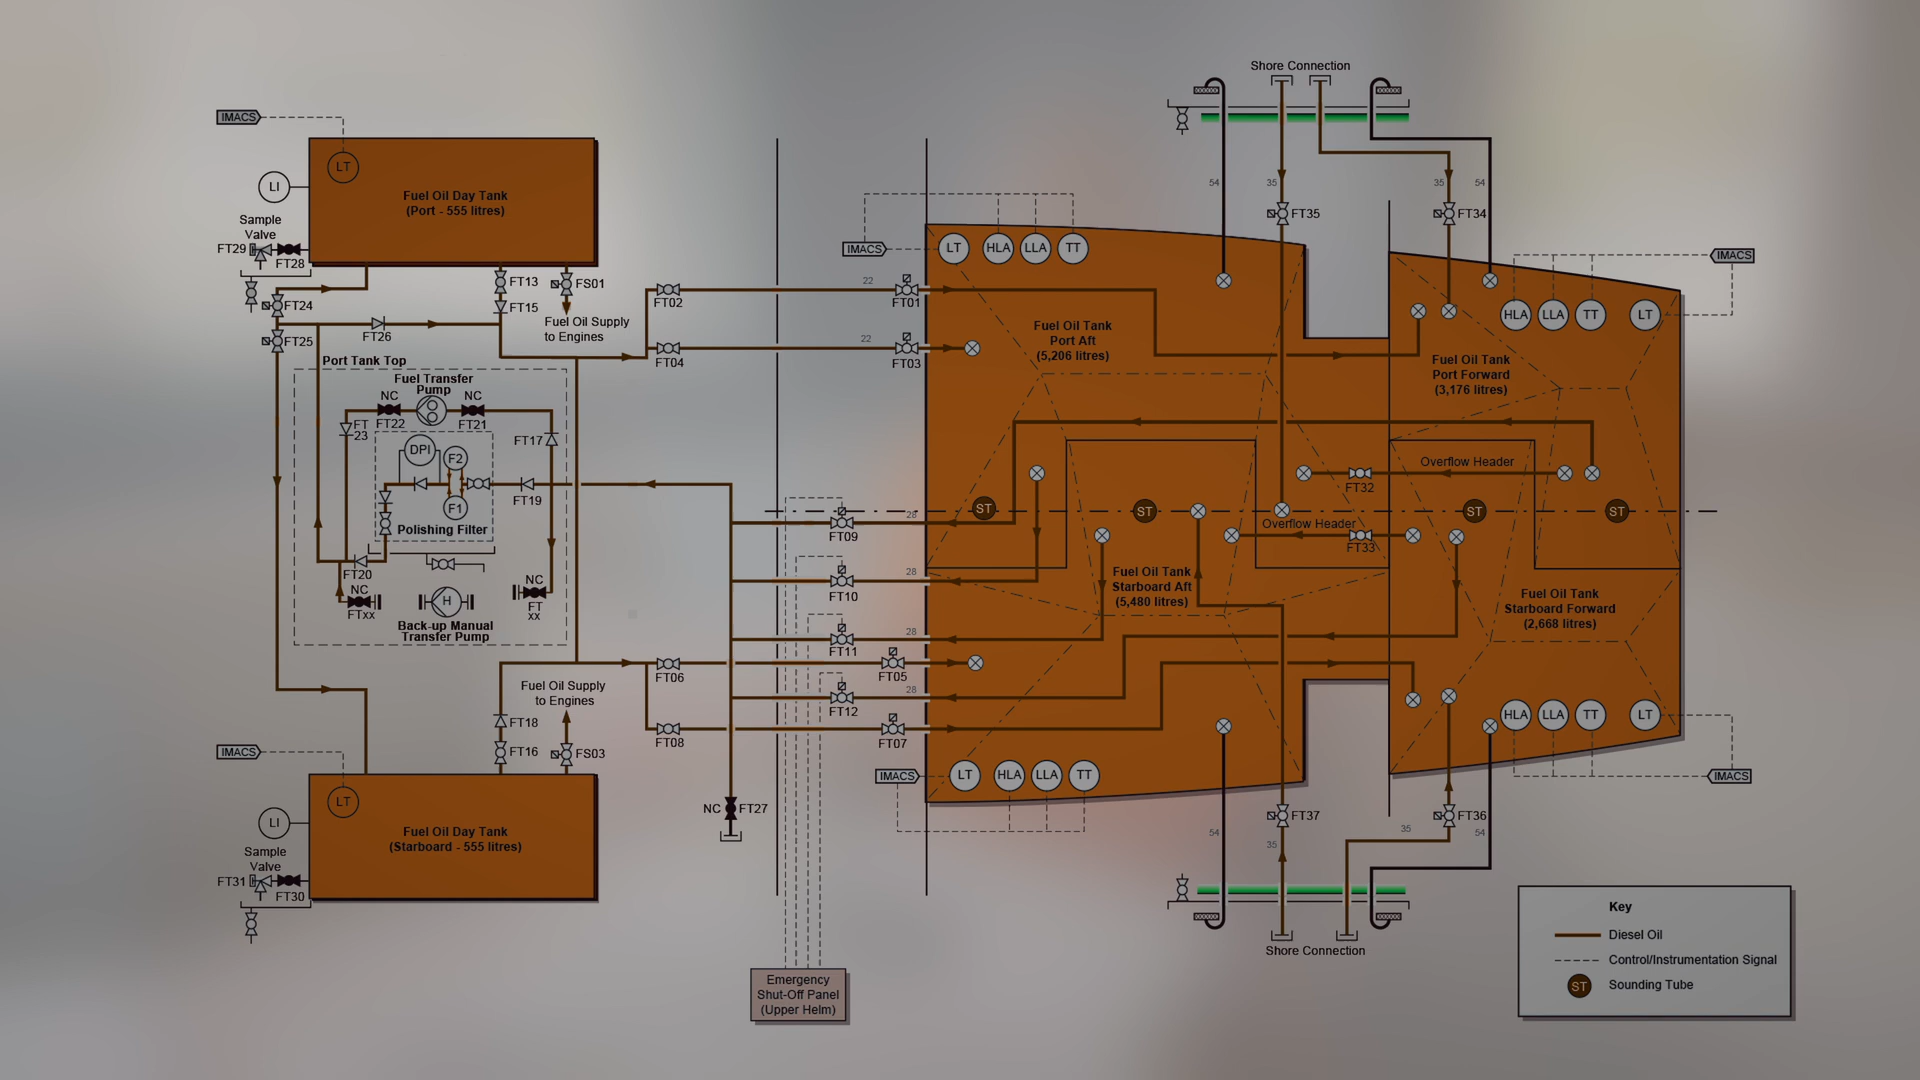 Shore Connection
IMACS
LT
Fuel Oil Day Tank
(Port - 555 litres)
LI
Sample
Valve
FT29
FT28
FT24
FT25
FT13
FT15
FS01
Fuel Oil Supply
to Engines
FT26
FT02
FT04
22
22
FT01
FT03
54
35
35
54
FT35
FT34
IMACS
LT
HLA
LLA
TT
IMACS
HLA
LLA
TT
LT
Fuel Oil Tank
Port Aft
(5,206 litres)
Fuel Oil Tank
Port Forward
(3,176 litres)
Port Tank Top
Fuel Transfer
Pump
NC
NC
FT22
FT21
FT
23
FT17
DPI
F2
F1
FT19
Polishing Filter
FT20
NC
FTxx
H
NC
FT
xx
Back-up Manual
Transfer Pump
Overflow Header
FT32
ST
ST
ST
ST
Overflow Header
FT33
28
FT09
28
FT10
28
FT11
FT05
28
FT12
FT07
Fuel Oil Tank
Starboard Aft
(5,480 litres)
Fuel Oil Tank
Starboard Forward
(2,668 litres)
FT06
FT08
Fuel Oil Supply
to Engines
FT18
FT16
FS03
IMACS
LT
LI
Fuel Oil Day Tank
(Starboard - 555 litres)
Sample
Valve
FT31
FT30
NC
FT27
IMACS
LT
HLA
LLA
TT
HLA
LLA
TT
LT
IMACS
FT37
FT36
54
35
35
54
Shore Connection
Emergency
Shut-Off Panel
(Upper Helm)
Key
Diesel Oil
Control/Instrumentation Signal
ST
Sounding Tube